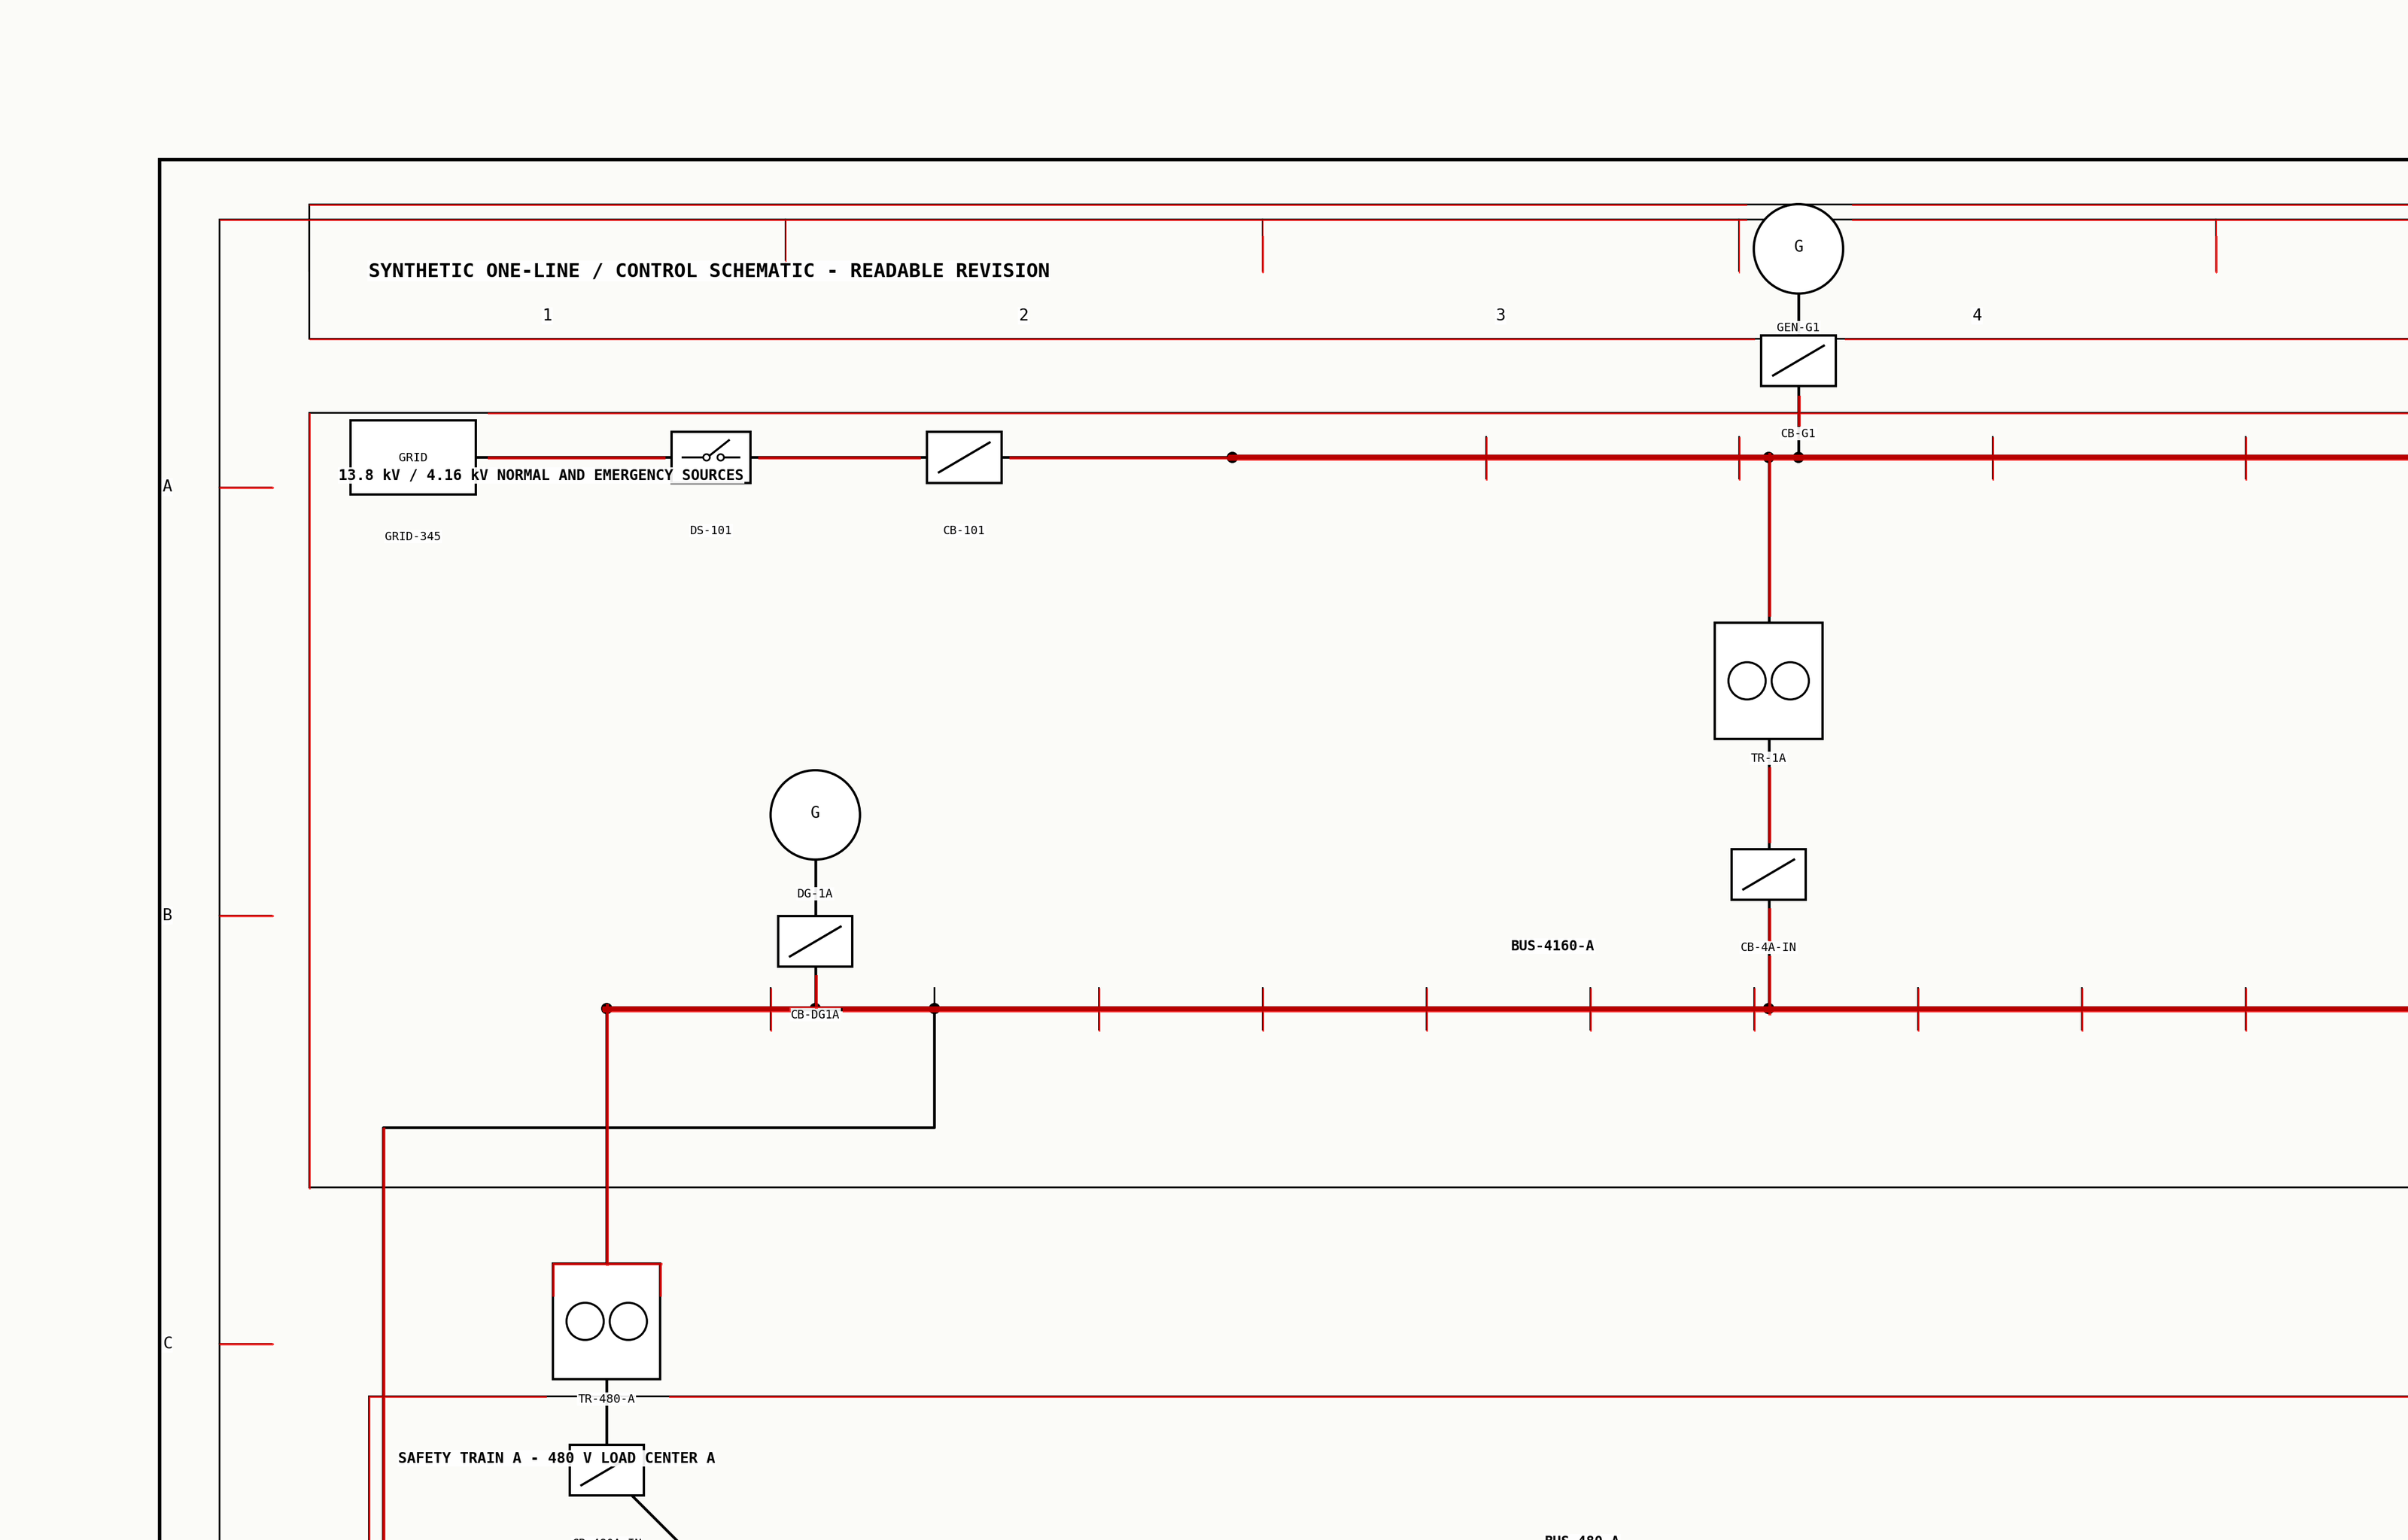 G
SYNTHETIC ONE-LINE / CONTROL SCHEMATIC - READABLE REVISION
1
2
3
4
GEN-G1
CB-G1
GRID
13.8 kV / 4.16 kV NORMAL AND EMERGENCY SOURCES
A
DS-101
CB-101
GRID-345
TR-1A
G
DG-1A
B
BUS-4160-A
CB-4A-IN
CB-DG1A
C
TR-480-A
SAFETY TRAIN A - 480 V LOAD CENTER A